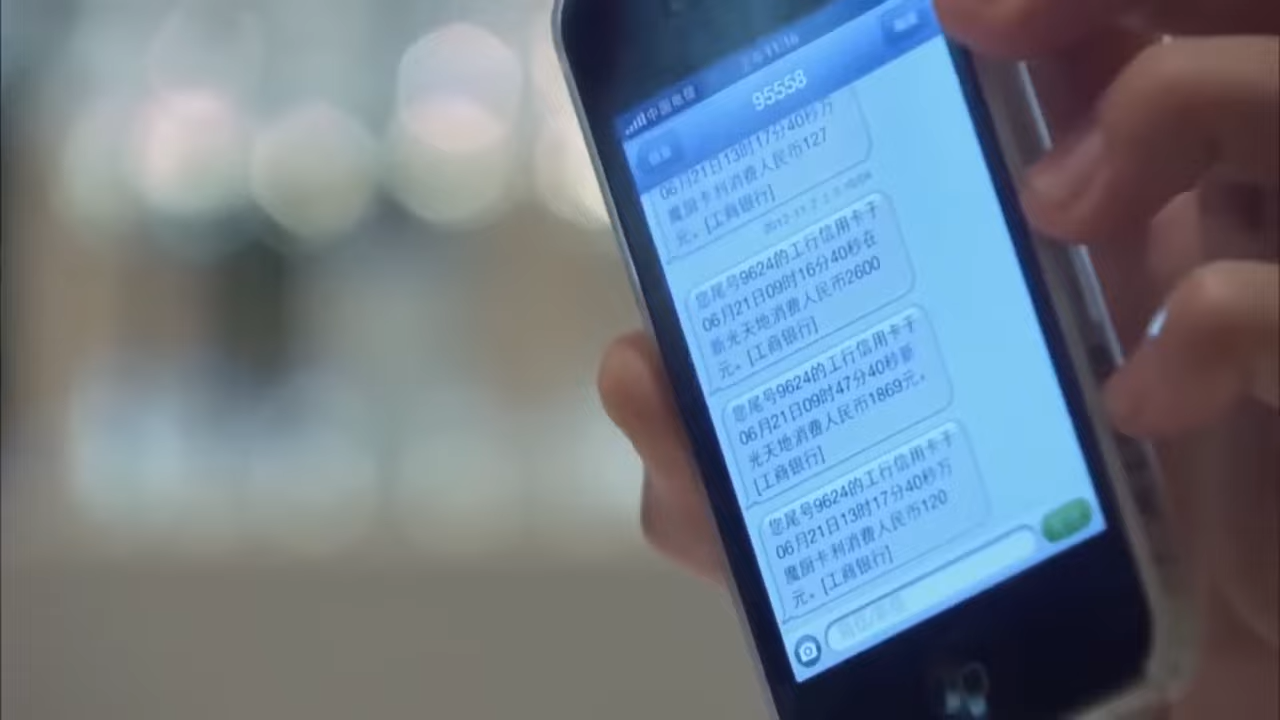 中国电信
上午11:16
95558
06月21日13时17分40秒万
魔厨卡利消费人民币127
元。[工商银行]
您尾号9624的工行信用卡于
06月21日09时16分40秒在
新光天地消费人民币2600
元。[工商银行]
您尾号9624的工行信用卡于
06月21日09时47分40秒新
光天地消费人民币1869元。
[工商银行]
您尾号9624的工行信用卡于
06月21日13时17分40秒万
魔厨卡利消费人民币120
元。[工商银行]